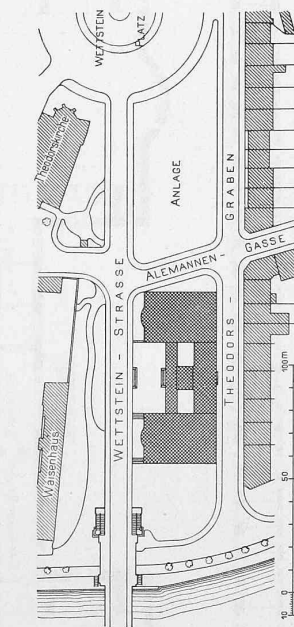 WETTSTEIN
PLATZ
Theodorskirche
ANLAGE
GRABEN
ALEMANNEN-
GASSE
WETTSTEIN - STRASSE
THEODORS -
Waisenhaus
100m
50
0
10